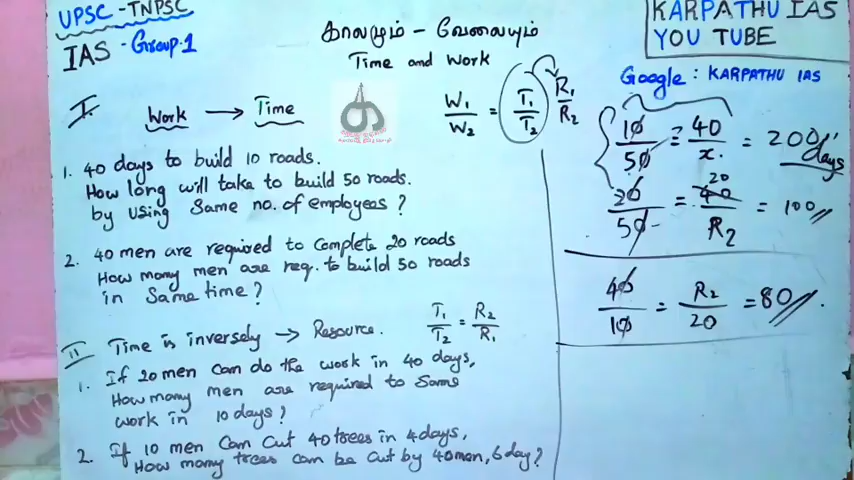 UPSC - TNPSC
IAS - Group.1
காலமும் - வேலையும்
Time and Work
KARPATHU IAS
YOU TUBE
Google : KARPATHU IAS
I. Work → Time
W₁/W₂ = T₁/T₂ R₁/R₂
1. 40 days to build 10 roads.
How long will take to build 50 roads.
by using Same no. of employees ?
2. 40 men are required to Complete 20 roads
How many men are req. to build 50 roads
in Same time ?
II Time is inversely → Resource. T₁/T₂ = R₂/R₁
1. If 20 men can do the work in 40 days,
How many men are required to Same
work in 10 days ?
2. If 10 men Can Cut 40 trees in 4 days,
How many trees can be cut by 40 men, 6 day ?
10/50 = 40/x. = 200 days
20/50 = 40/R₂ = 100
20
40/10 = R₂/20 = 80